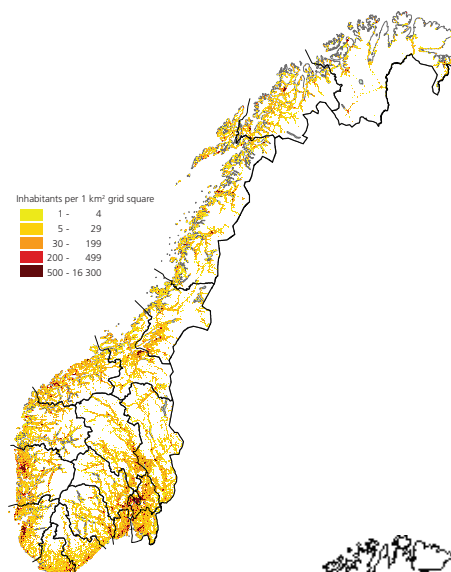 Inhabitants per 1 km² grid square
1 - 4
5 - 29
30 - 199
200 - 499
500 - 16 300